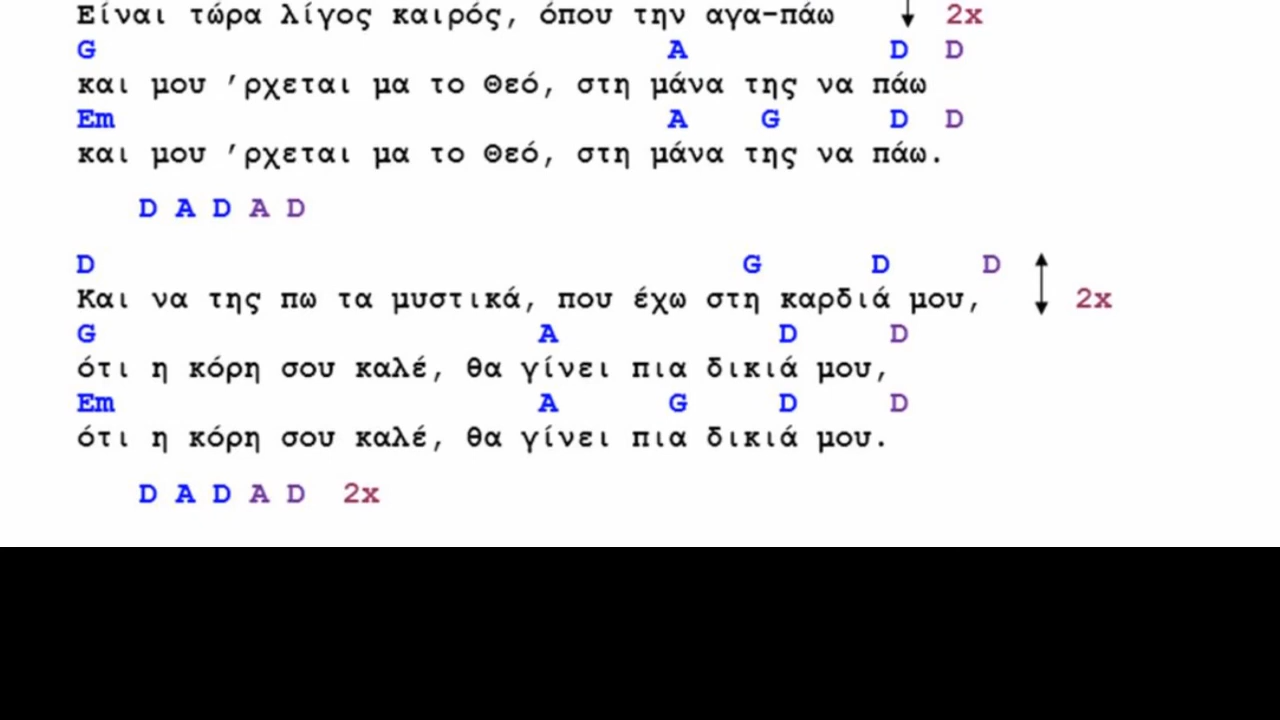 Είναι τώρα λίγος καιρός, όπου την αγα-πάω 2x
G A D D
και μου ’ρχεται μα το Θεό, στη μάνα της να πάω
Em A G D D
και μου ’ρχεται μα το Θεό, στη μάνα της να πάω.
D A D A D
D G D D
Και να της πω τα μυστικά, που έχω στη καρδιά μου, 2x
G A D D
ότι η κόρη σου καλέ, θα γίνει πια δικιά μου,
Em A G D D
ότι η κόρη σου καλέ, θα γίνει πια δικιά μου.
D A D A D 2x